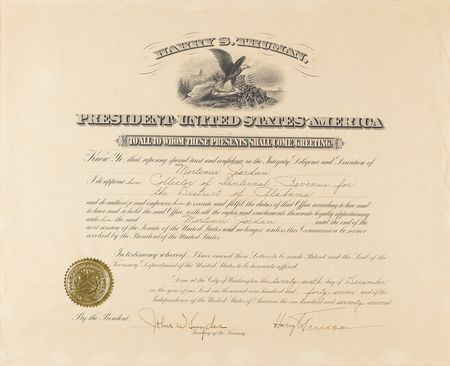 HARRY S. TRUMAN,
PRESIDENT OF THE UNITED STATES OF AMERICA
TO ALL TO WHOM THESE PRESENTS SHALL COME, GREETING:
Know Ye, that reposing special trust and confidence in the Integrity, Diligence and Discretion of
Mortimer Jordan
I do appoint him Collector of Internal Revenue for
the District of Alabama
and do authorize and empower him to execute and fulfil the duties of that Office according to law, and
to have and to hold the said Office, with all the rights and emoluments thereunto legally appertaining
unto him the said Mortimer Jordan until the end of the
next session of the Senate of the United States and no longer, unless this Commission be sooner
revoked by the President of the United States.
In testimony whereof, I have caused these Letters to be made Patent and the Seal of the
Treasury Department of the United States to be hereunto affixed.
Done at the City of Washington this twenty-sixth day of December
in the year of our Lord one thousand nine hundred and forty-seven and of the
Independence of the United States of America the one hundred and seventy-second
By the President:
John W Snyder
Harry S Truman
Secretary of the Treasury.